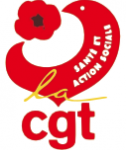 SANTÉ ET
ACTION SOCIALE
la
cgt